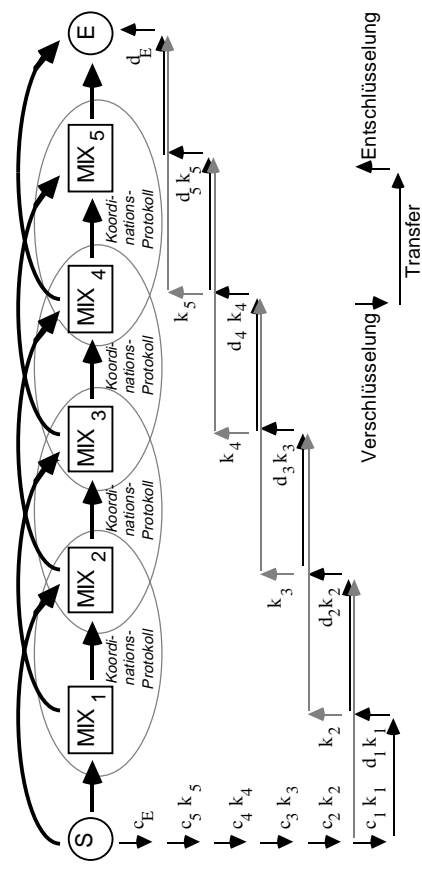 S MIX 1 MIX 2 MIX 3 MIX 4 MIX 5 E
Koordi- Koordi- Koordi- Koordi-
nations- nations- nations- nations-
Protokoll Protokoll Protokoll Protokoll
c_E d_E
c_5 k_5 k_5 d_5 k_5
c_4 k_4 k_4 d_4 k_4
c_3 k_3 k_3 d_3 k_3
c_2 k_2 k_2 d_2 k_2
c_1 k_1 d_1 k_1
Verschlüsselung Entschlüsselung
Transfer